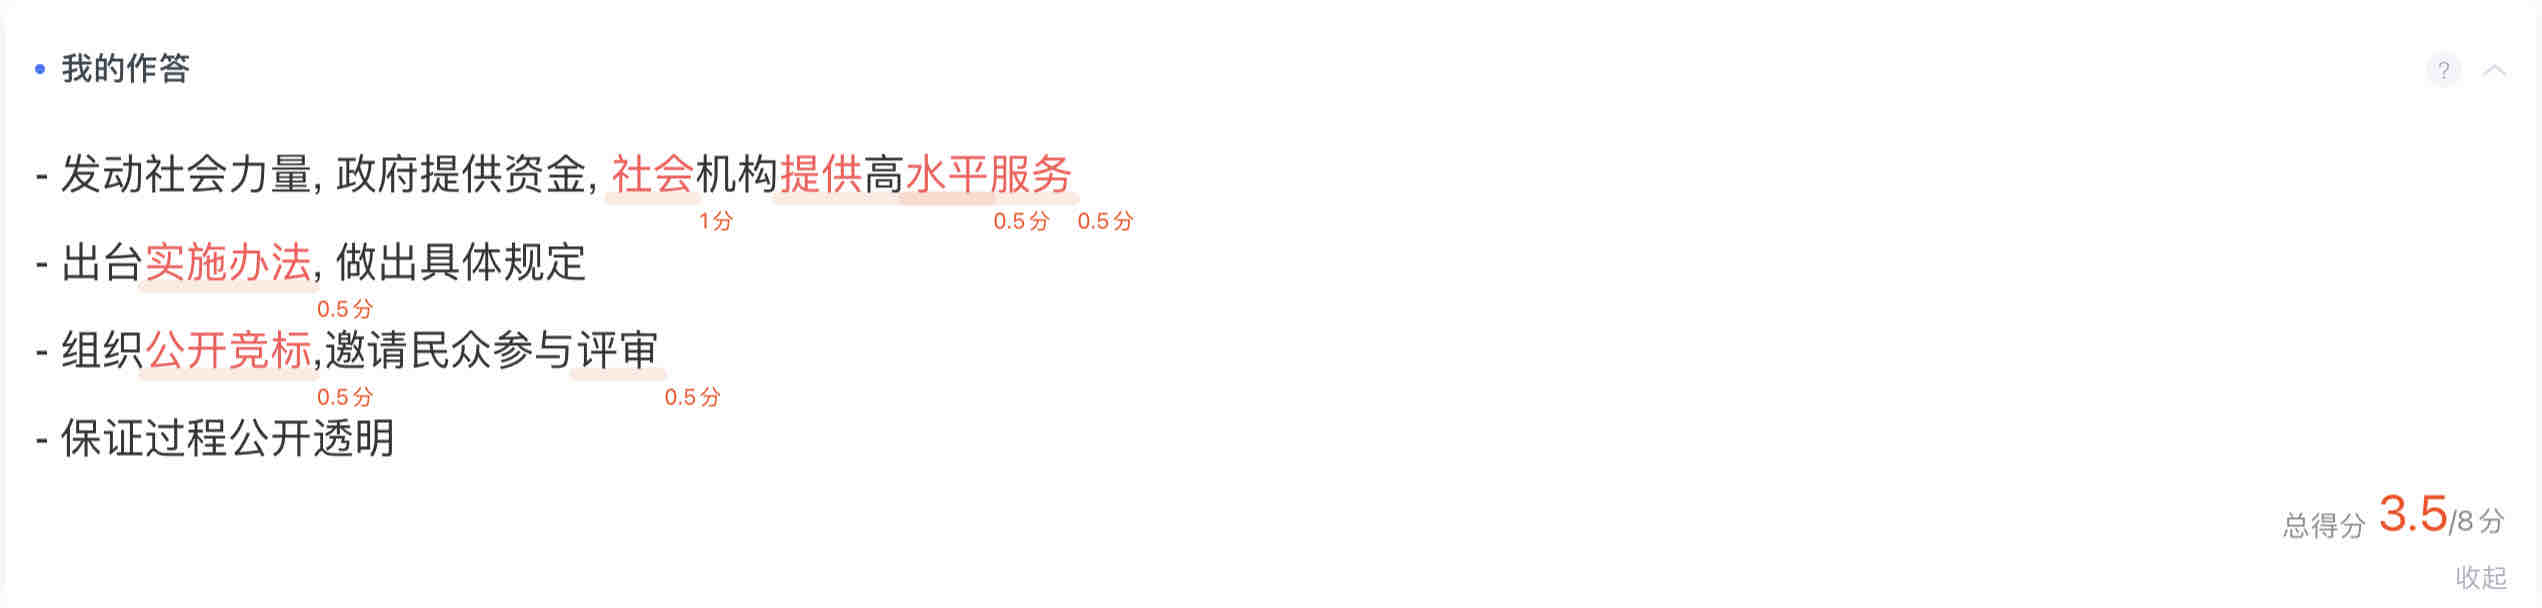 • 我的作答
?
- 发动社会力量, 政府提供资金, 社会机构提供高水平服务
1分 0.5分 0.5分
- 出台实施办法, 做出具体规定
0.5分
- 组织公开竞标,邀请民众参与评审
0.5分 0.5分
- 保证过程公开透明
总得分 3.5/8分
收起